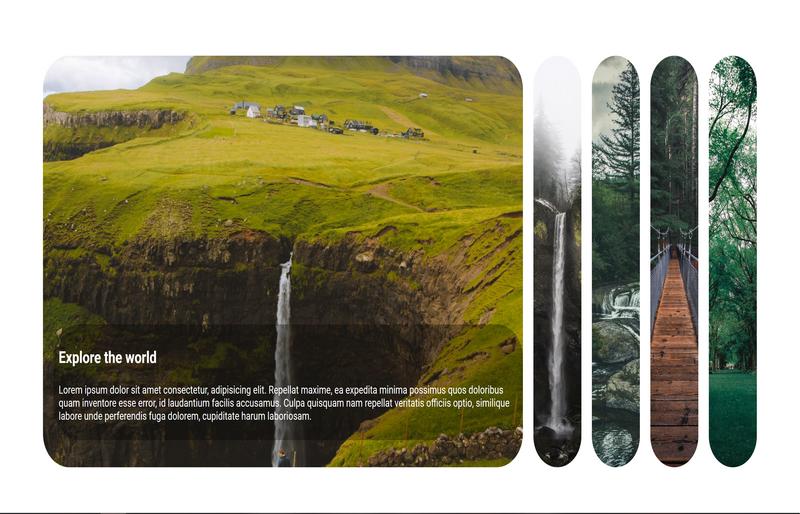 Explore the world
Lorem ipsum dolor sit amet consectetur, adipisicing elit. Repellat maxime, ea expedita minima possimus quos doloribus
quam inventore esse error, id laudantium facilis accusamus. Culpa quisquam nam repellat veritatis officiis optio, similique
labore unde perferendis fuga dolorem, cupiditate harum laboriosam.